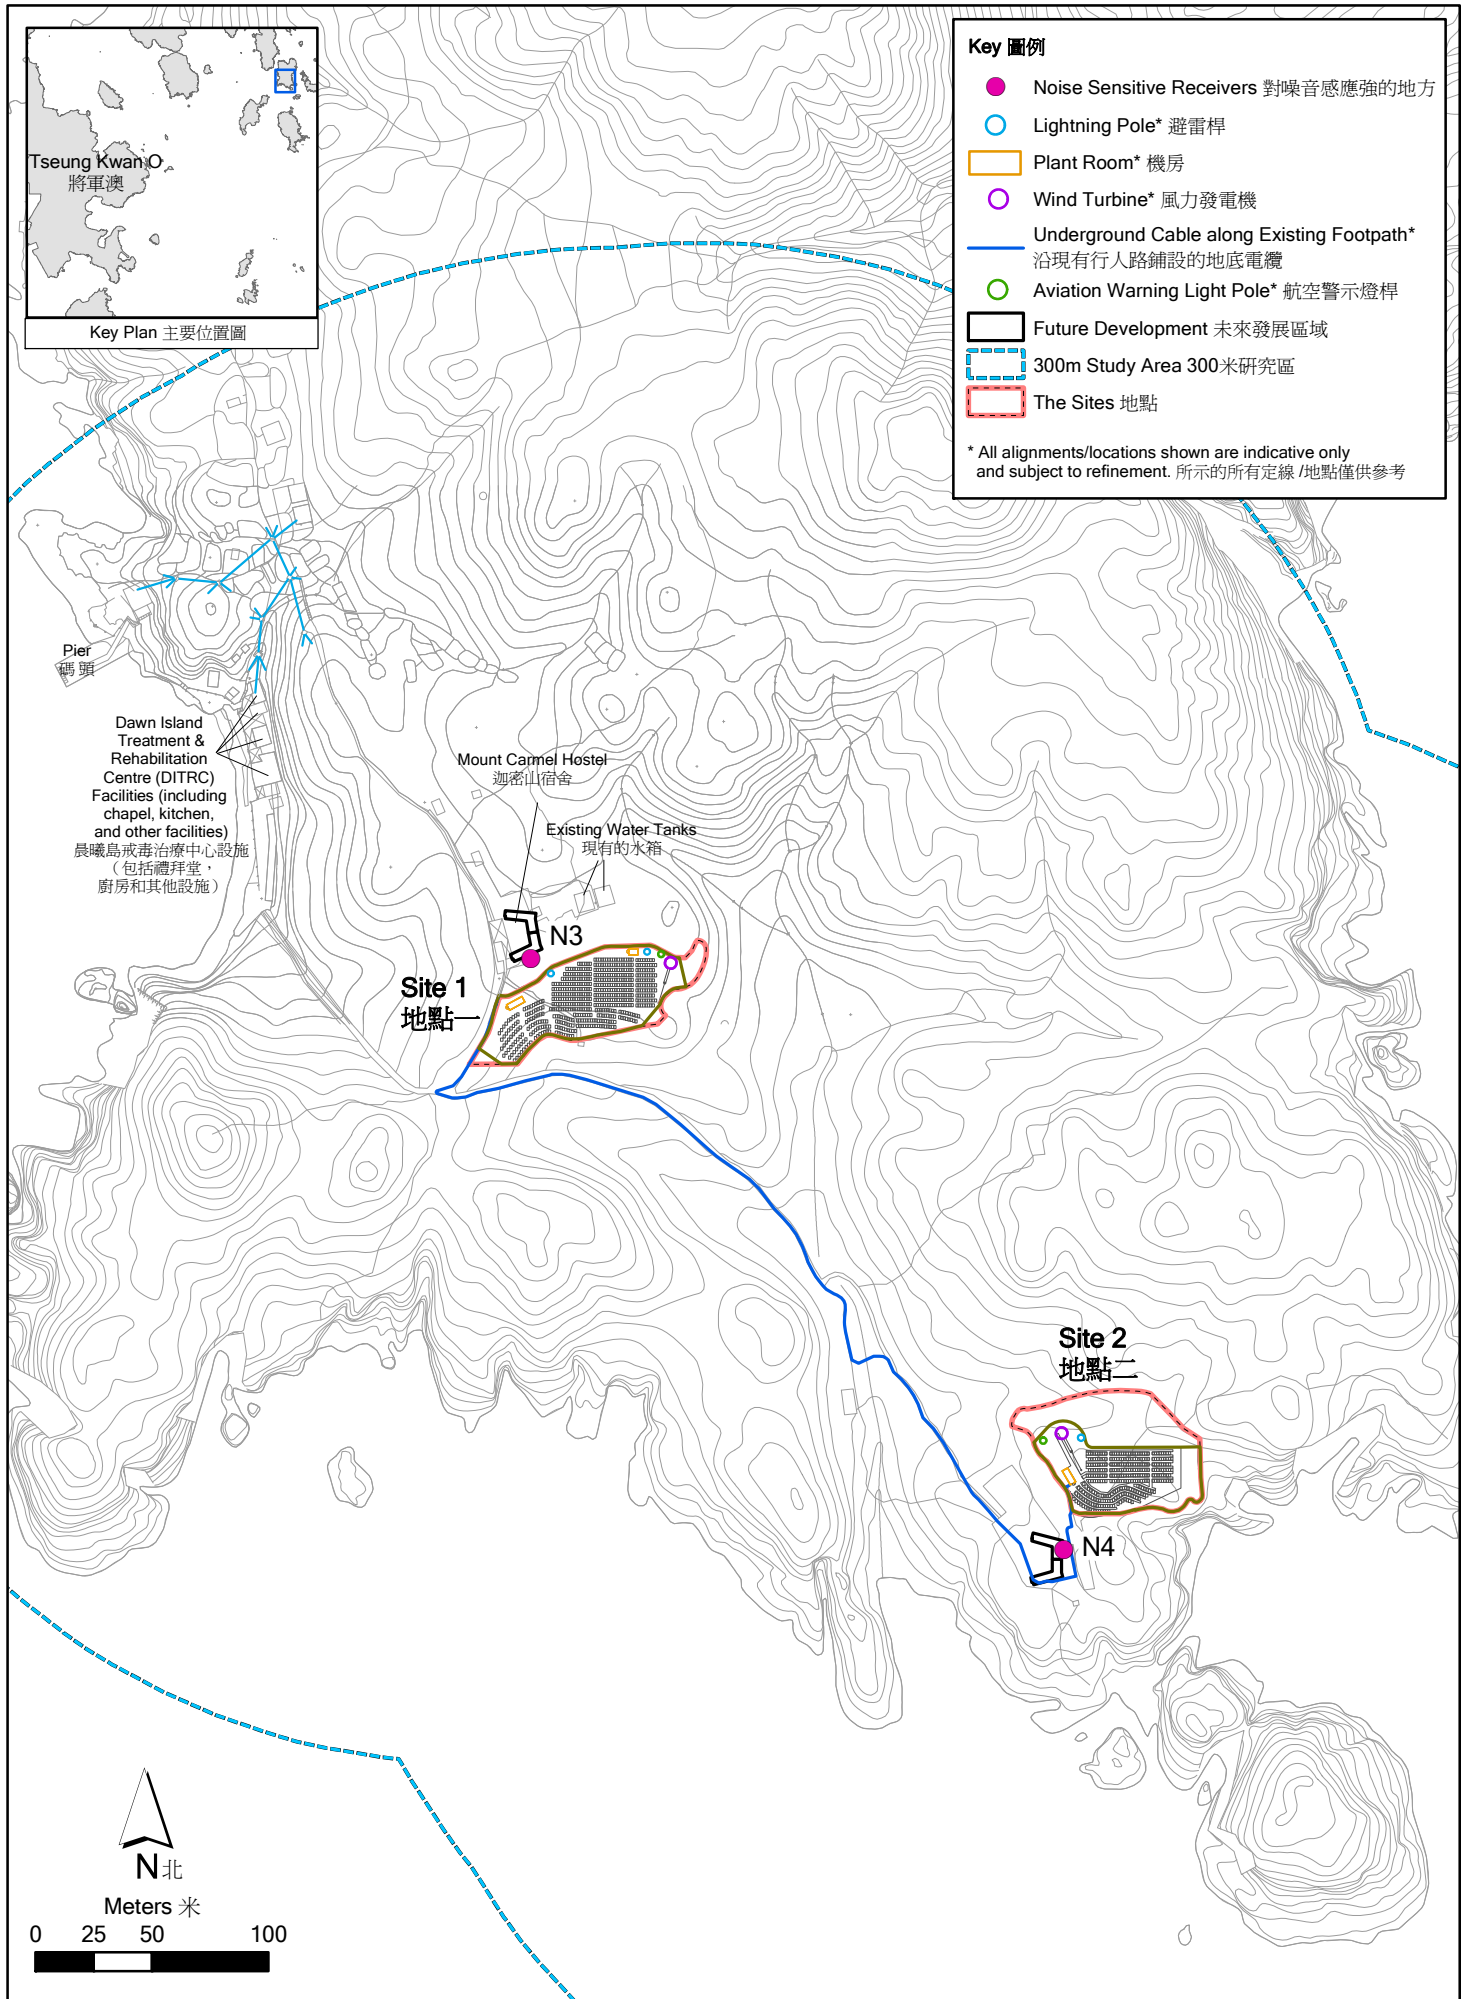 Tseung Kwan O
將軍澳
Key Plan 主要位置圖
Key 圖例
Noise Sensitive Receivers 對噪音感應強的地方
Lightning Pole* 避雷桿
Plant Room* 機房
Wind Turbine* 風力發電機
Underground Cable along Existing Footpath*
沿現有行人路鋪設的地底電纜
Aviation Warning Light Pole* 航空警示燈桿
Future Development 未來發展區域
300m Study Area 300米研究區
The Sites 地點
* All alignments/locations shown are indicative only
and subject to refinement. 所示的所有定線 /地點僅供參考
Pier
碼頭
Dawn Island
Treatment &
Rehabilitation
Centre (DITRC)
Facilities (including
chapel, kitchen,
and other facilities)
晨曦島戒毒治療中心設施
（包括禮拜堂，
廚房和其他設施）
Mount Carmel Hostel
迦密山宿舍
Existing Water Tanks
現有的水箱
N3
Site 1
地點一
Site 2
地點二
N4
N北
Meters 米
0 25 50 100